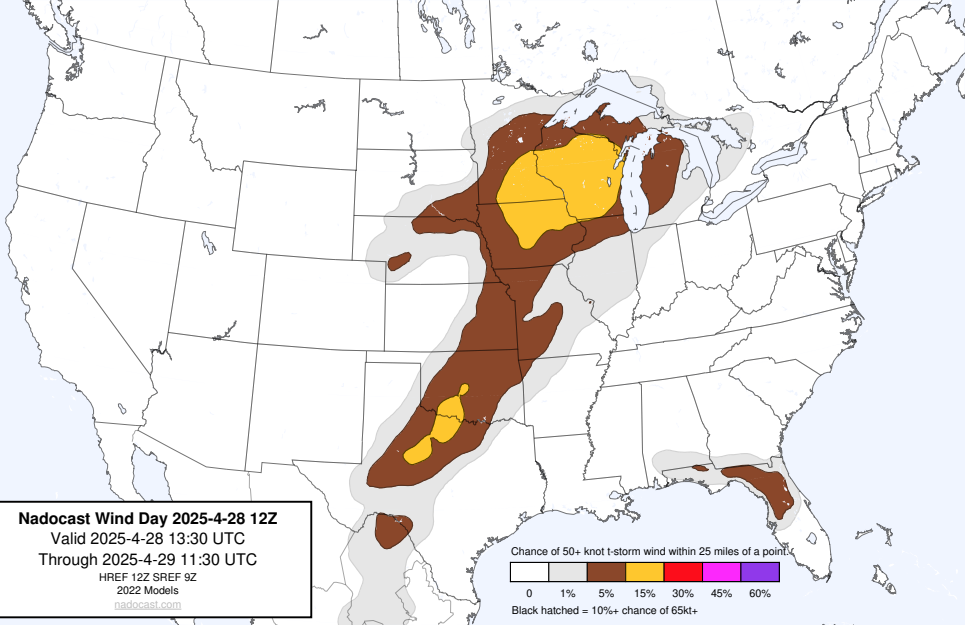 Nadocast Wind Day 2025-4-28 12Z
Valid 2025-4-28 13:30 UTC
Through 2025-4-29 11:30 UTC
HREF 12Z SREF 9Z
2022 Models
nadocast.com
Chance of 50+ knot t-storm wind within 25 miles of a point.
0 1% 5% 15% 30% 45% 60%
Black hatched = 10%+ chance of 65kt+